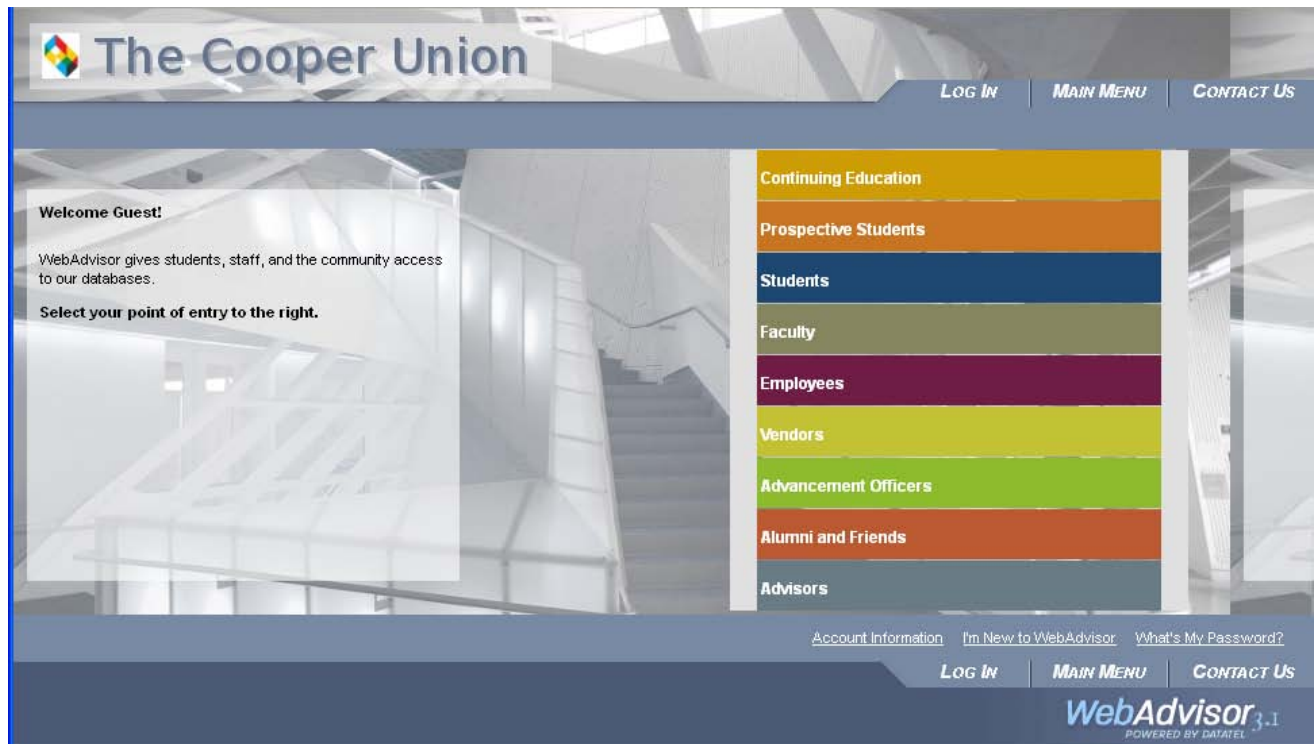 The Cooper Union
LOG IN
MAIN MENU
CONTACT US
Welcome Guest!
WebAdvisor gives students, staff, and the community access
to our databases.
Select your point of entry to the right.
Continuing Education
Prospective Students
Students
Faculty
Employees
Vendors
Advancement Officers
Alumni and Friends
Advisors
Account Information
I'm New to WebAdvisor
What's My Password?
LOG IN
MAIN MENU
CONTACT US
WebAdvisor 3.1
POWERED BY DATATEL